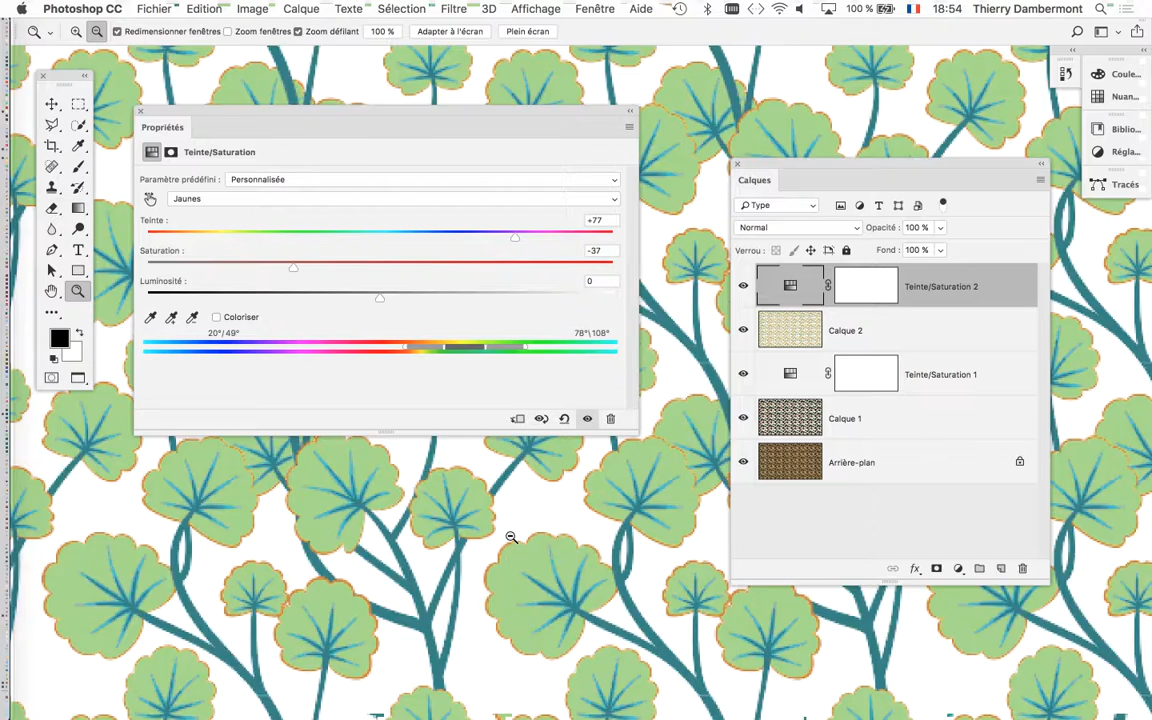 Photoshop CC Fichier Edition Image Calque Texte Sélection Filtre 3D Affichage Fenêtre Aide 100 % 18:54 Thierry Dambermont
Redimensionner fenêtres Zoom fenêtres Zoom défilant 100 % Adapter à l'écran Plein écran
Coule...
Nuan...
Biblio...
Régla...
Tracés
Propriétés
Teinte/Saturation
Paramètre prédéfini : Personnalisée
Jaunes
Teinte : +77
Saturation : -37
Luminosité : 0
Coloriser
20°/49° 78°\108°
Calques
Type
Normal Opacité : 100 %
Verrou : Fond : 100 %
Teinte/Saturation 2
Calque 2
Teinte/Saturation 1
Calque 1
Arrière-plan
fx